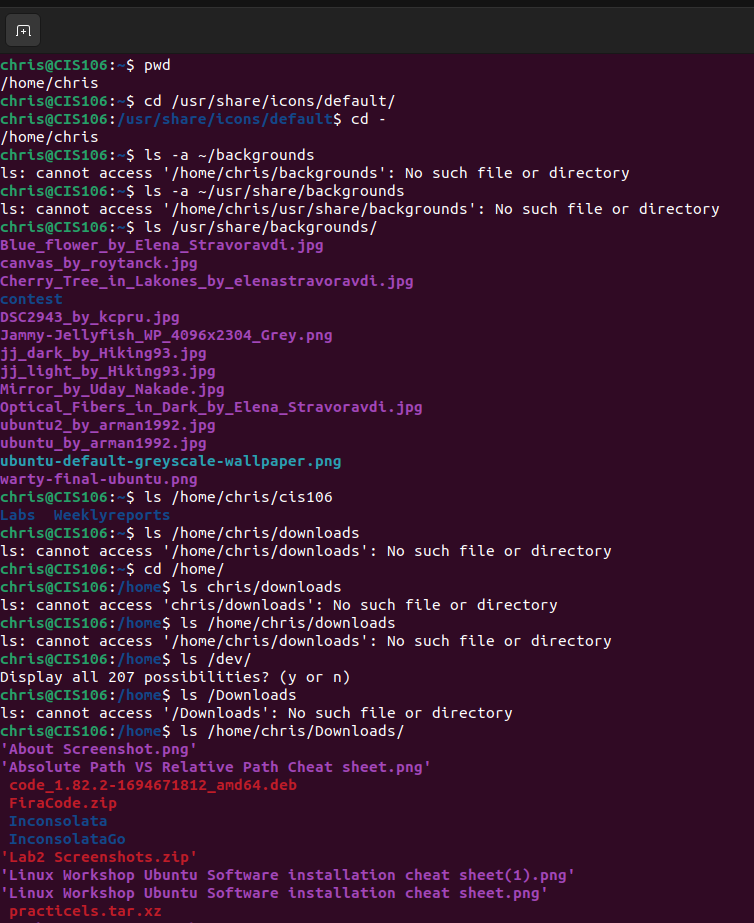 chris@CIS106:~$ pwd
/home/chris
chris@CIS106:~$ cd /usr/share/icons/default/
chris@CIS106:/usr/share/icons/default$ cd -
/home/chris
chris@CIS106:~$ ls -a ~/backgrounds
ls: cannot access '/home/chris/backgrounds': No such file or directory
chris@CIS106:~$ ls -a ~/usr/share/backgrounds
ls: cannot access '/home/chris/usr/share/backgrounds': No such file or directory
chris@CIS106:~$ ls /usr/share/backgrounds/
Blue_flower_by_Elena_Stravoravdi.jpg
canvas_by_roytanck.jpg
Cherry_Tree_in_Lakones_by_elenastravoravdi.jpg
contest
DSC2943_by_kcpru.jpg
Jammy-Jellyfish_WP_4096x2304_Grey.png
jj_dark_by_Hiking93.jpg
jj_light_by_Hiking93.jpg
Mirror_by_Uday_Nakade.jpg
Optical_Fibers_in_Dark_by_Elena_Stravoravdi.jpg
ubuntu2_by_arman1992.jpg
ubuntu_by_arman1992.jpg
ubuntu-default-greyscale-wallpaper.png
warty-final-ubuntu.png
chris@CIS106:~$ ls /home/chris/cis106
Labs  Weeklyreports
chris@CIS106:~$ ls /home/chris/downloads
ls: cannot access '/home/chris/downloads': No such file or directory
chris@CIS106:~$ cd /home/
chris@CIS106:/home$ ls chris/downloads
ls: cannot access 'chris/downloads': No such file or directory
chris@CIS106:/home$ ls /home/chris/downloads
ls: cannot access '/home/chris/downloads': No such file or directory
chris@CIS106:/home$ ls /dev/
Display all 207 possibilities? (y or n)
chris@CIS106:/home$ ls /Downloads
ls: cannot access '/Downloads': No such file or directory
chris@CIS106:/home$ ls /home/chris/Downloads/
'About Screenshot.png'
'Absolute Path VS Relative Path Cheat sheet.png'
code_1.82.2-1694671812_amd64.deb
FiraCode.zip
Inconsolata
InconsolataGo
'Lab2 Screenshots.zip'
'Linux Workshop Ubuntu Software installation cheat sheet(1).png'
'Linux Workshop Ubuntu Software installation cheat sheet.png'
practicels.tar.xz